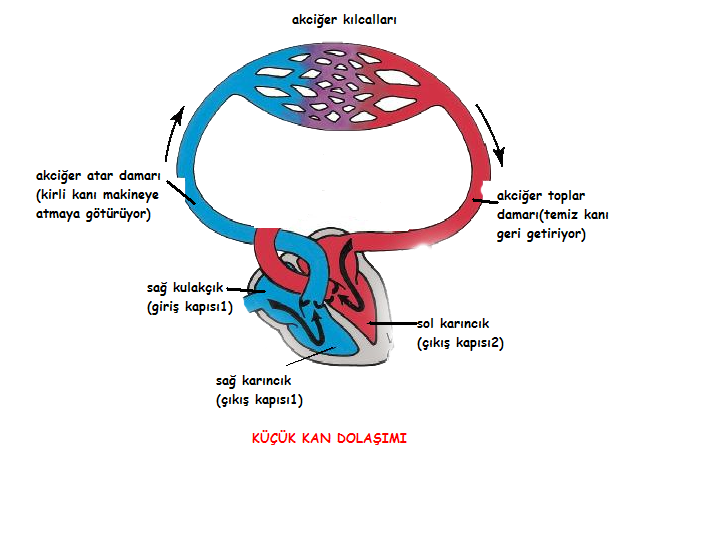 akciğer kılcalları
akciğer atar damarı
(kirli kanı makineye
atmaya götürüyor)
akciğer toplar
damarı(temiz kanı
geri getiriyor)
sağ kulakçık
(giriş kapısı1)
sol karıncık
(çıkış kapısı2)
sağ karıncık
(çıkış kapısı1)
KÜÇÜK KAN DOLAŞIMI